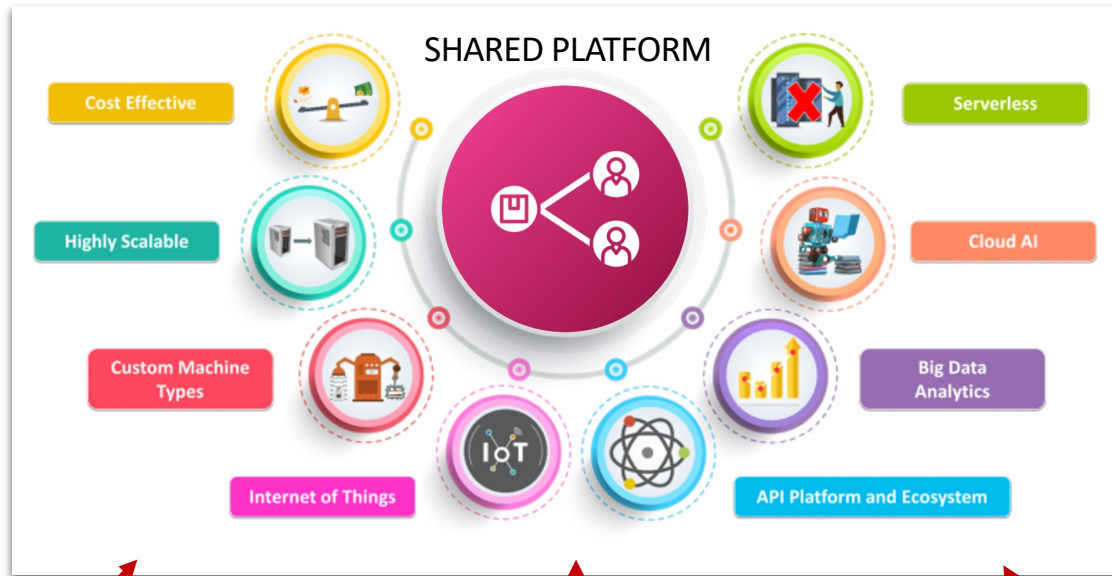 SHARED PLATFORM
Cost Effective
Serverless
Highly Scalable
Cloud AI
Custom Machine
Types
Big Data
Analytics
IoT
Internet of Things
API Platform and Ecosystem